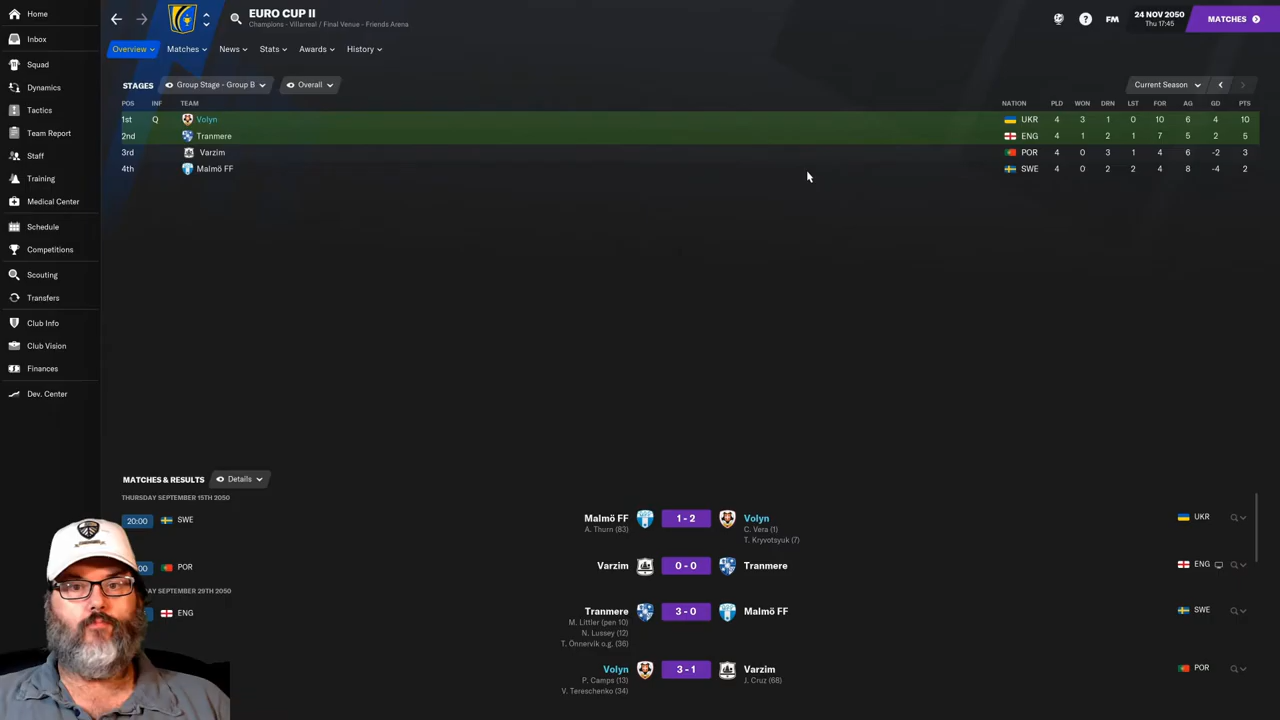 Home
Inbox
Squad
Dynamics
Tactics
Team Report
Staff
Training
Medical Center
Schedule
Competitions
Scouting
Transfers
Club Info
Club Vision
Finances
Dev. Center
EURO CUP II
Champions - Villarreal / Final Venue - Friends Arena
FM
24 NOV 2050
Thu 17:45
MATCHES
Overview Matches News Stats Awards History
STAGES Group Stage - Group B Overall Current Season
POS INF TEAM NATION PLD WON DRN LST FOR AG GD PTS
1st Q Volyn UKR 4 3 1 0 10 6 4 10
2nd Tranmere ENG 4 1 2 1 7 5 2 5
3rd Varzim POR 4 0 3 1 4 6 -2 3
4th Malmö FF SWE 4 0 2 2 4 8 -4 2
MATCHES & RESULTS Details
THURSDAY SEPTEMBER 15TH 2050
20:00 SWE Malmö FF 1 - 2 Volyn UKR
A. Thurn (83) C. Vera (1)
T. Kryvotsyuk (7)
:00 POR Varzim 0 - 0 Tranmere ENG
SEPTEMBER 29TH 2050
ENG Tranmere 3 - 0 Malmö FF SWE
M. Littler (pen 10)
N. Lussey (12)
T. Önnervik o.g. (36)
Volyn 3 - 1 Varzim POR
P. Camps (13) J. Cruz (68)
V. Tereschenko (34)